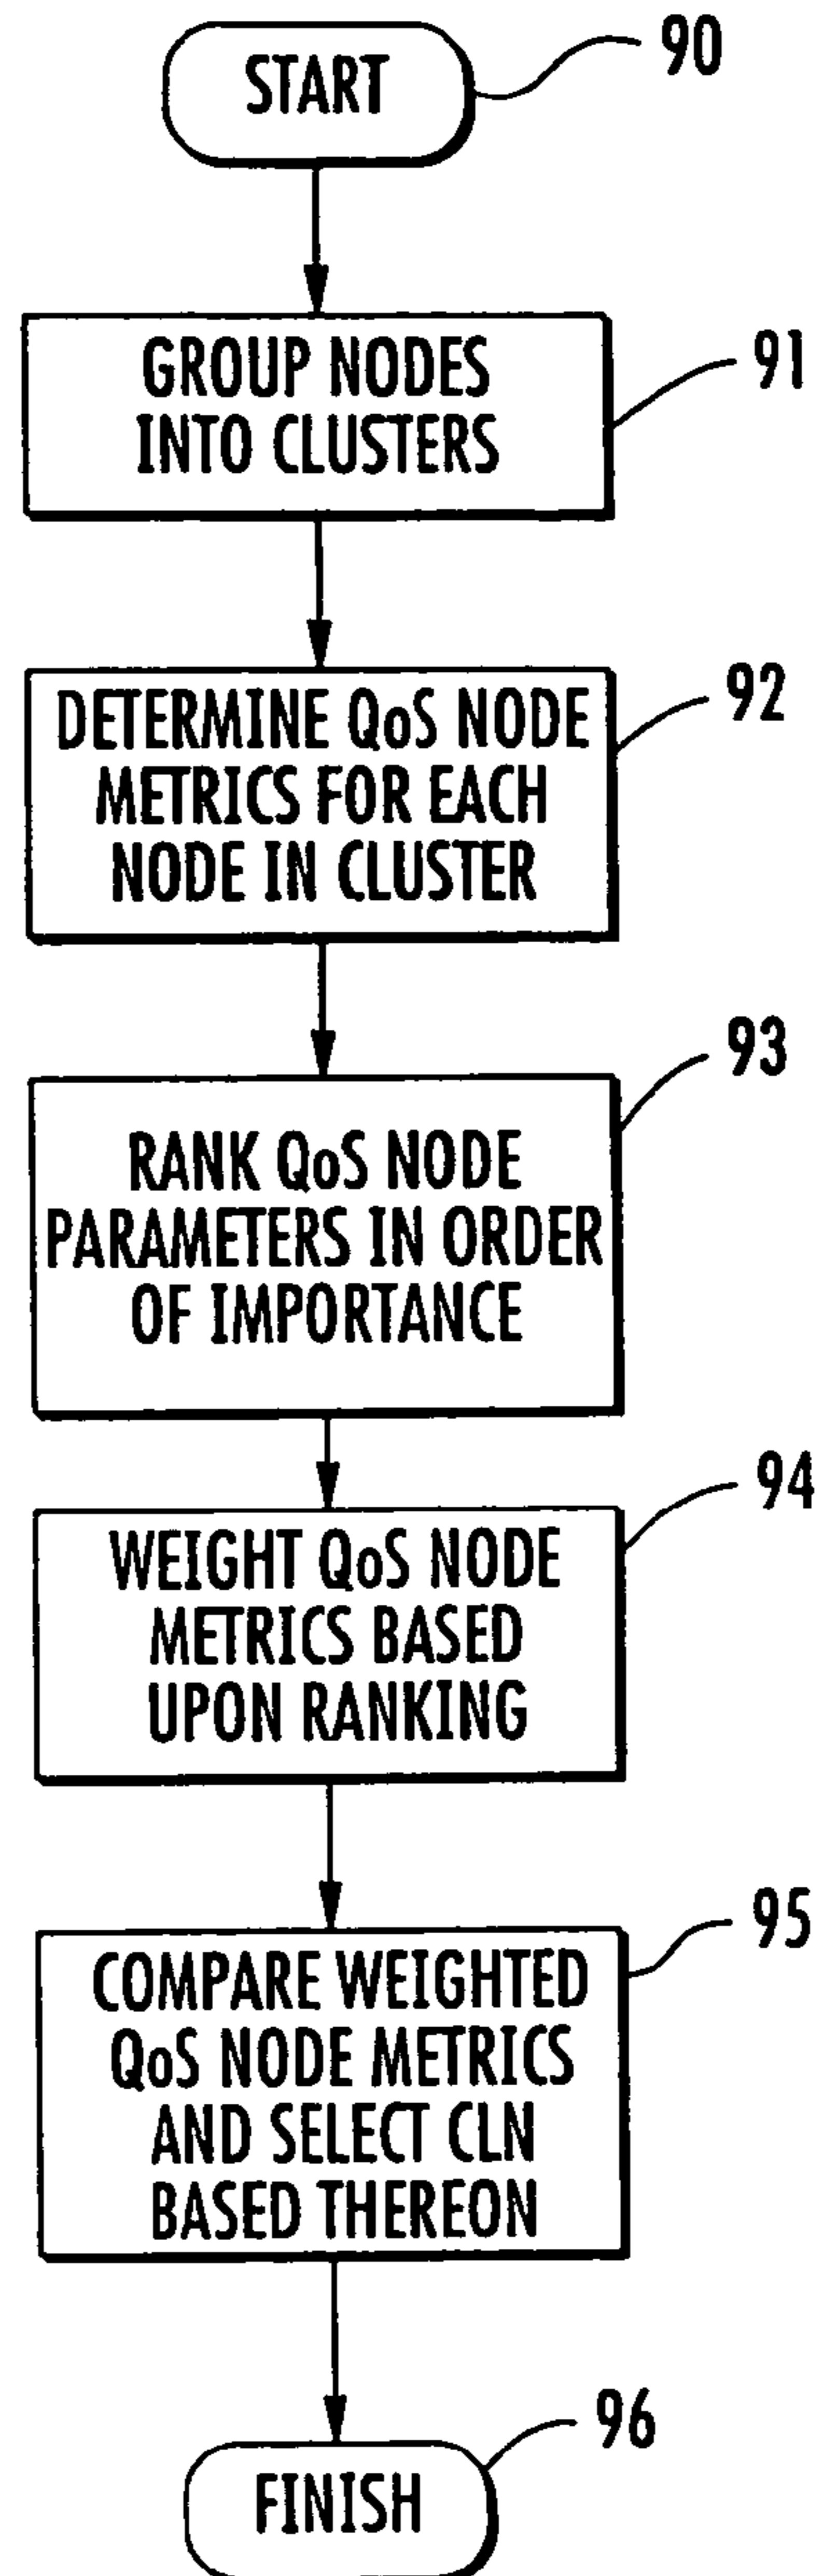 START
90
GROUP NODES
INTO CLUSTERS
91
DETERMINE QoS NODE
METRICS FOR EACH
NODE IN CLUSTER
92
RANK QoS NODE
PARAMETERS IN ORDER
OF IMPORTANCE
93
WEIGHT QoS NODE
METRICS BASED
UPON RANKING
94
COMPARE WEIGHTED
QoS NODE METRICS
AND SELECT CLN
BASED THEREON
95
FINISH
96